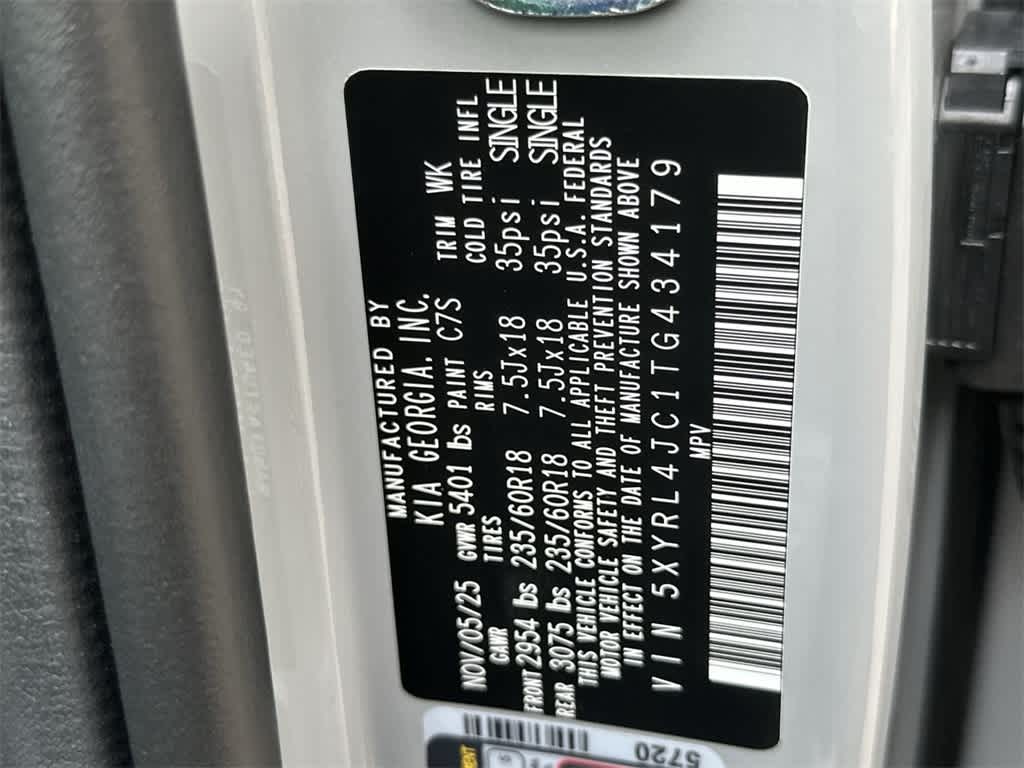 MANUFACTURED BY
KIA GEORGIA, INC.
NOV/05/25 GVWR 5401 lbs PAINT C7S TRIM WK
GAWR TIRES RIMS COLD TIRE INFL
FRONT 2954 lbs 235/60R18 7.5Jx18 35psi SINGLE
REAR 3075 lbs 235/60R18 7.5Jx18 35psi SINGLE
THIS VEHICLE CONFORMS TO ALL APPLICABLE U.S.A. FEDERAL
MOTOR VEHICLE SAFETY AND THEFT PREVENTION STANDARDS
IN EFFECT ON THE DATE OF MANUFACTURE SHOWN ABOVE
VIN 5XYRL4JC1TG434179
MPV
5720